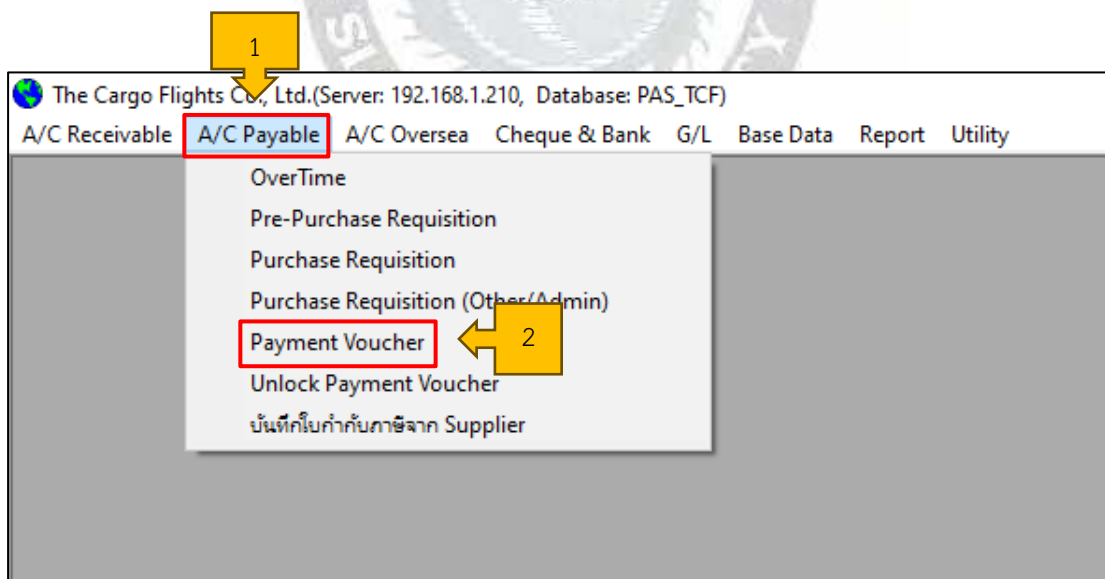 1
The Cargo Flights Co., Ltd.(Server: 192.168.1.210, Database: PAS_TCF)
A/C Receivable A/C Payable A/C Oversea Cheque & Bank G/L Base Data Report Utility
OverTime
Pre-Purchase Requisition
Purchase Requisition
Purchase Requisition (Other/Admin)
Payment Voucher
2
Unlock Payment Voucher
บันทึกใบกำกับภาษีจาก Supplier